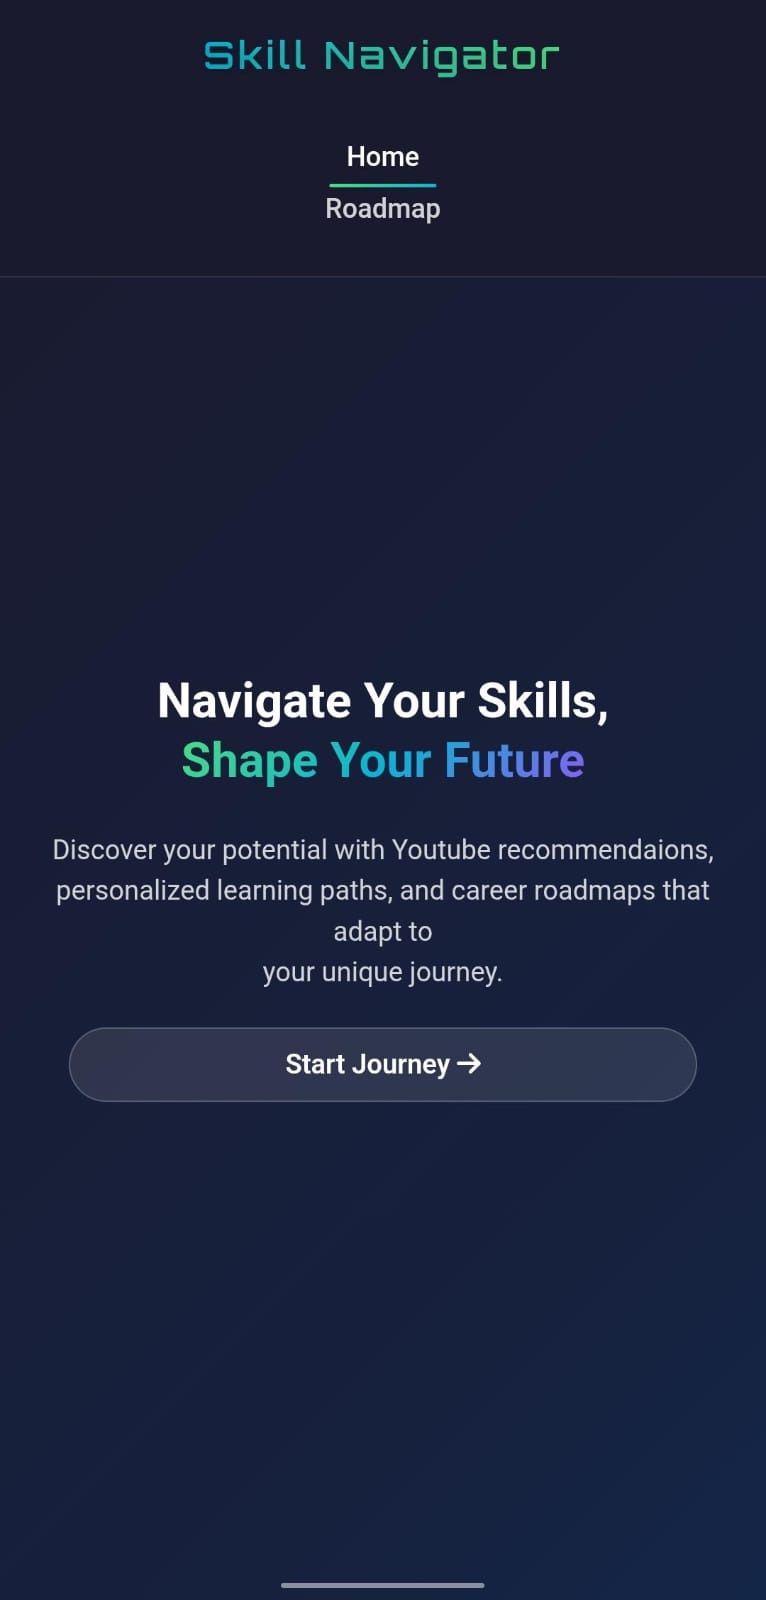 Skill Navigator
Home
Roadmap
Navigate Your Skills,
Shape Your Future
Discover your potential with Youtube recommendaions,
personalized learning paths, and career roadmaps that
adapt to
your unique journey.
Start Journey →